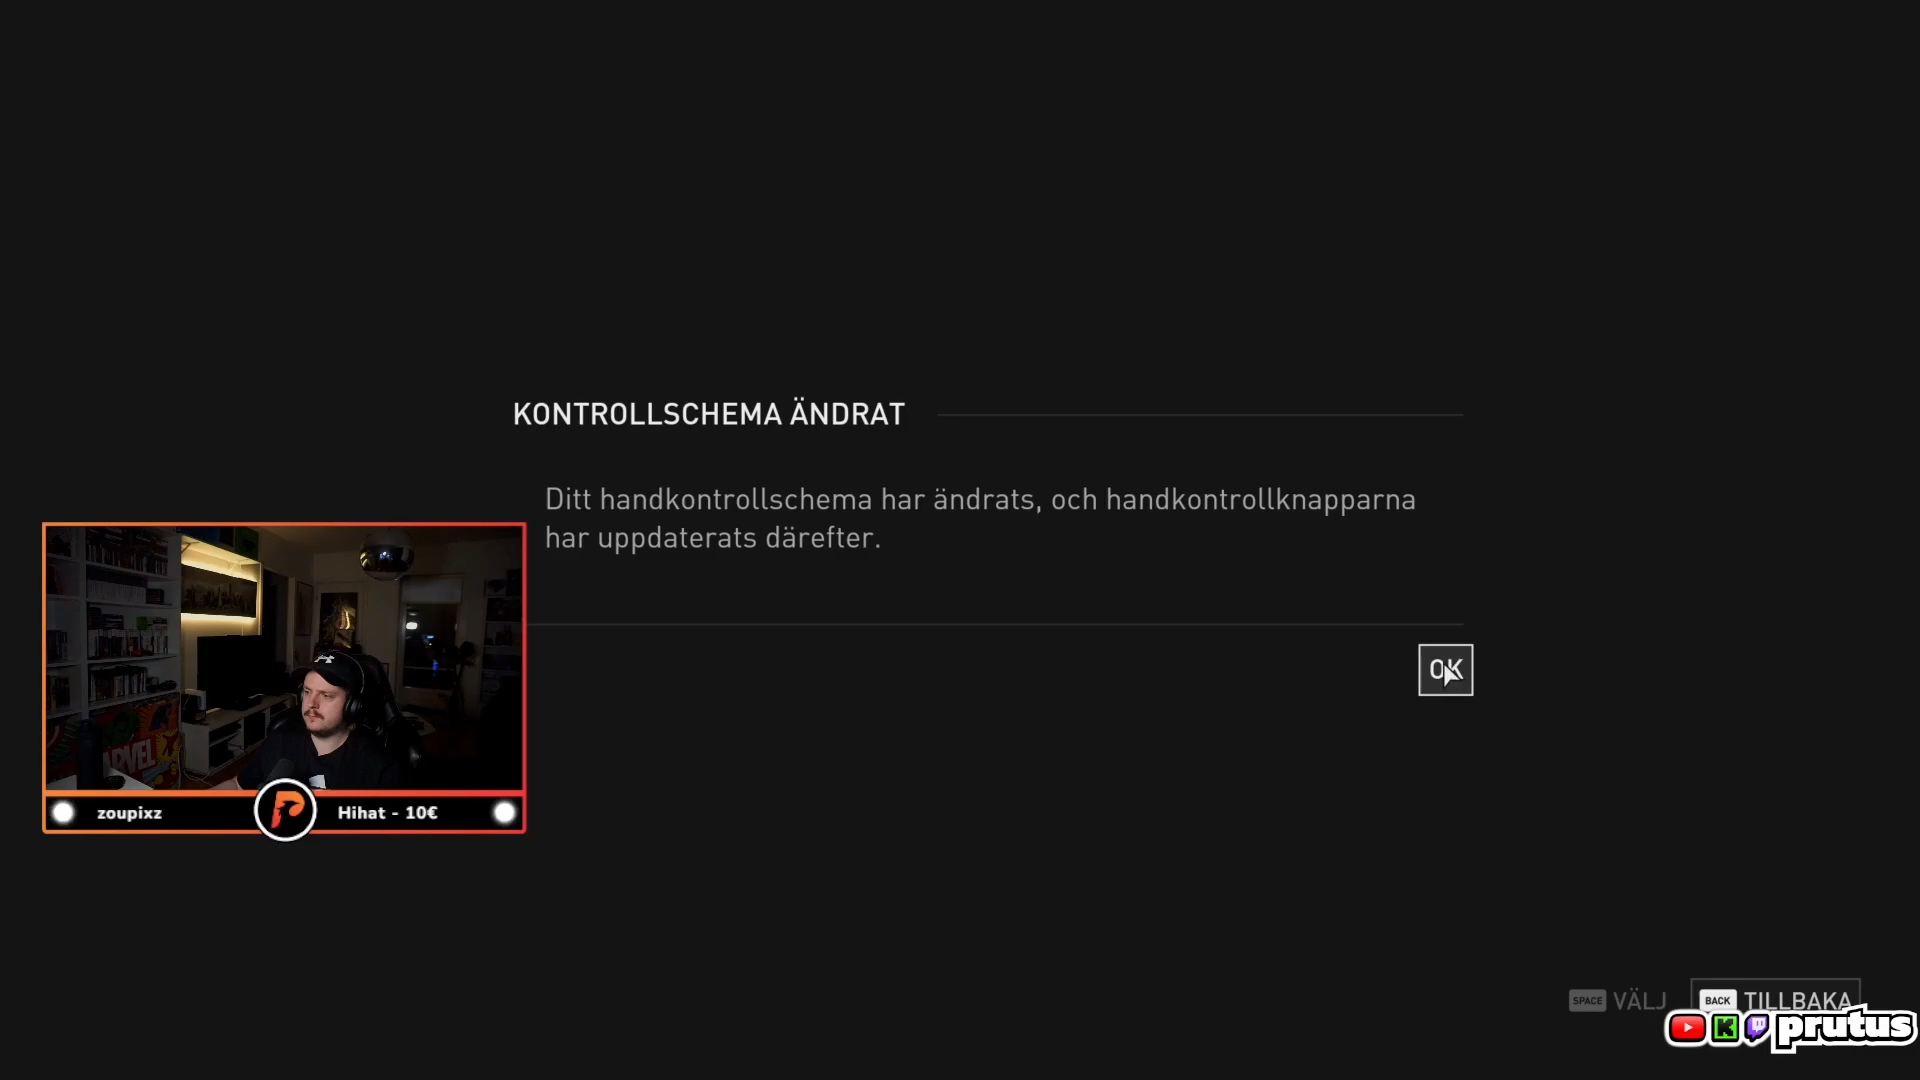 KONTROLLSCHEMA ÄNDRAT
Ditt handkontrollschema har ändrats, och handkontrollknapparna
har uppdaterats därefter.
OK
ARVEL
zoupixz
Hihat - 10€
SPACE VÄLJ
BACK TILLBAKA
prutus